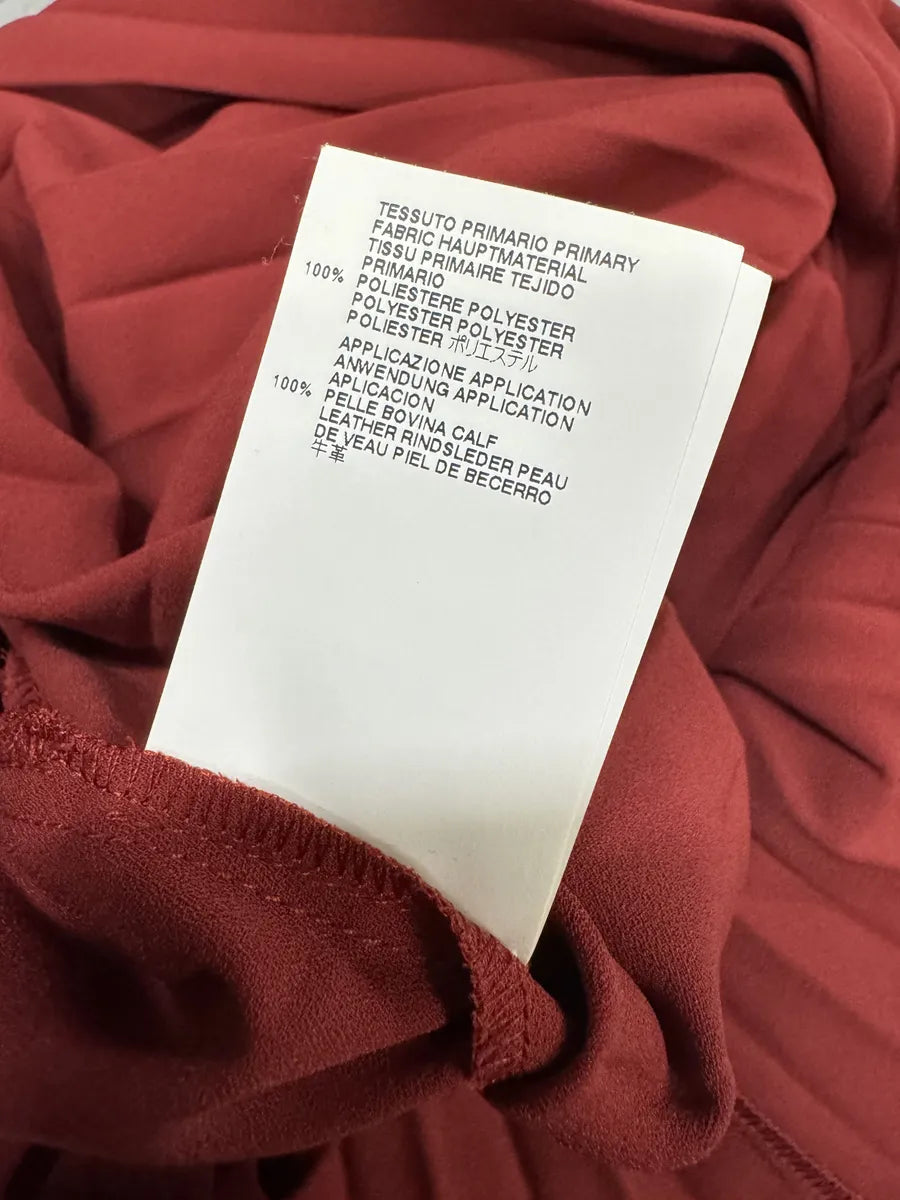 TESSUTO PRIMARIO PRIMARY
FABRIC HAUPTMATERIAL
TISSU PRIMAIRE TEJIDO
100% PRIMARIO
POLIESTERE POLYESTER
POLYESTER POLYESTER
POLIESTER ポリエステル
APPLICAZIONE APPLICATION
ANWENDUNG APPLICATION
100% APLICACION
PELLE BOVINA CALF
LEATHER RINDSLEDER PEAU
DE VEAU PIEL DE BECERRO
牛革